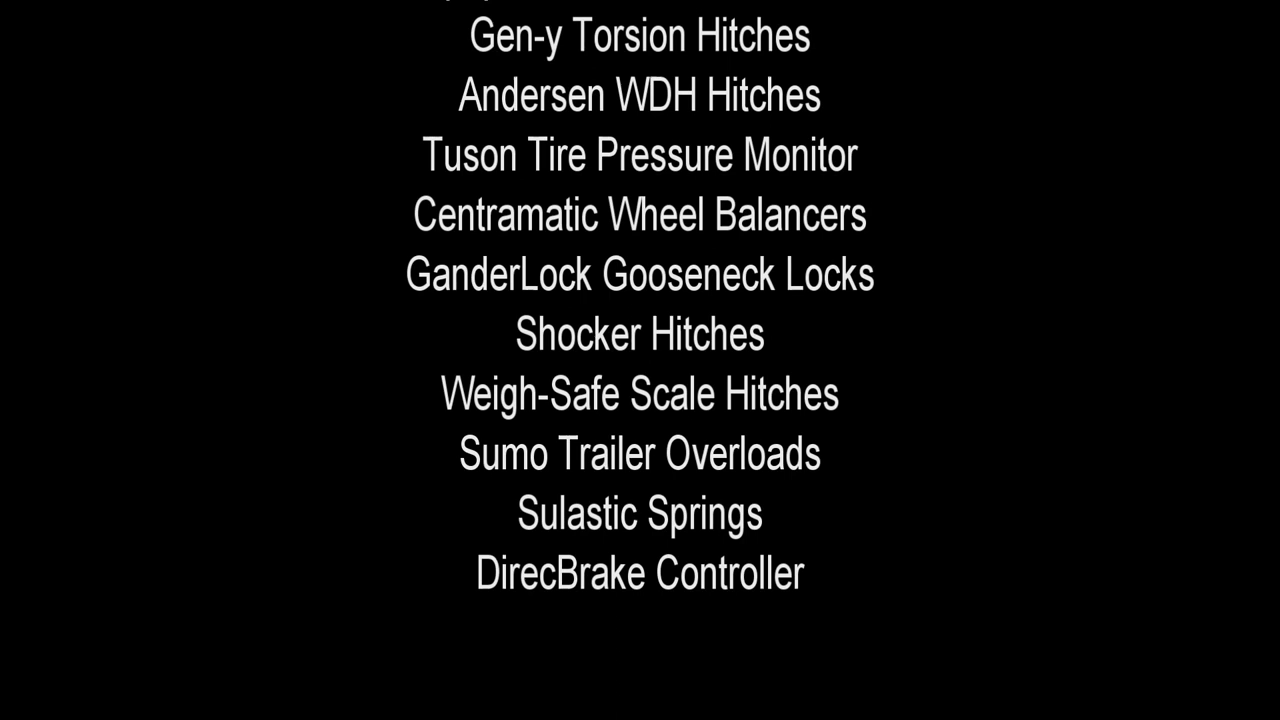 Gen-y Torsion Hitches
Andersen WDH Hitches
Tuson Tire Pressure Monitor
Centramatic Wheel Balancers
GanderLock Gooseneck Locks
Shocker Hitches
Weigh-Safe Scale Hitches
Sumo Trailer Overloads
Sulastic Springs
DirecBrake Controller